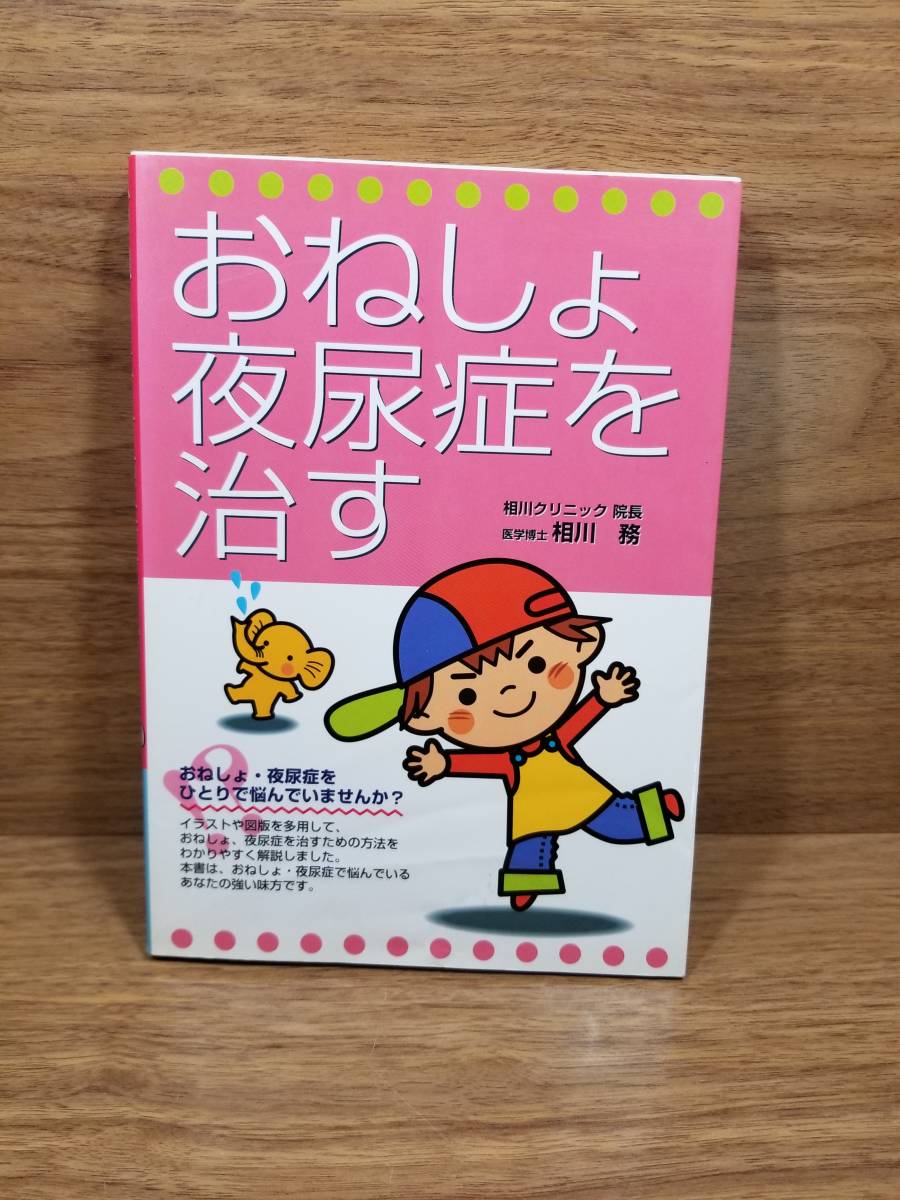 おねしょ
夜尿症を
治す
相川クリニック 院長
医学博士 相川 務
おねしょ・夜尿症を
ひとりで悩んでいませんか？
イラストや図版を多用して、
おねしょ、夜尿症を治すための方法を
わかりやすく解説しました。
本書は、おねしょ・夜尿症で悩んでいる
あなたの強い味方です。